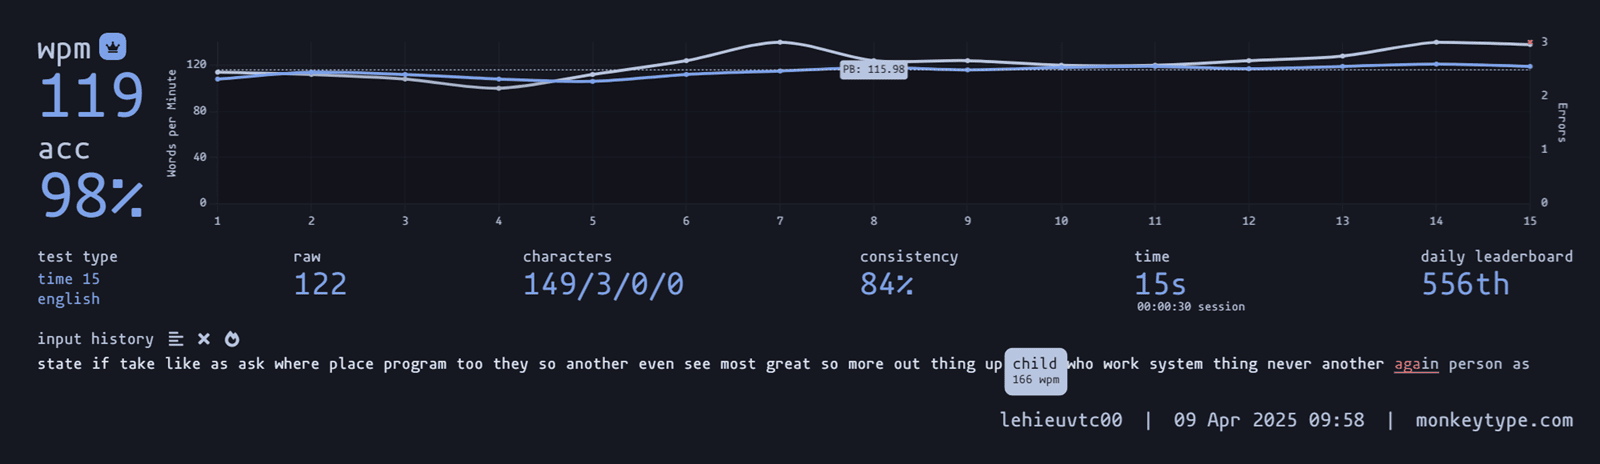 wpm
119
acc
98%
Words per Minute
120
80
40
0
PB: 115.98
1 2 3 4 5 6 7 8 9 10 11 12 13 14 15
3
2
1
0
Errors
test type
time 15
english
raw
122
characters
149/3/0/0
consistency
84%
time
15s
00:00:30 session
daily leaderboard
556th
input history
state if take like as ask where place program too they so another even see most great so more out thing up child who work system thing never another again person as
166 wpm
lehieuvtc00 | 09 Apr 2025 09:58 | monkeytype.com